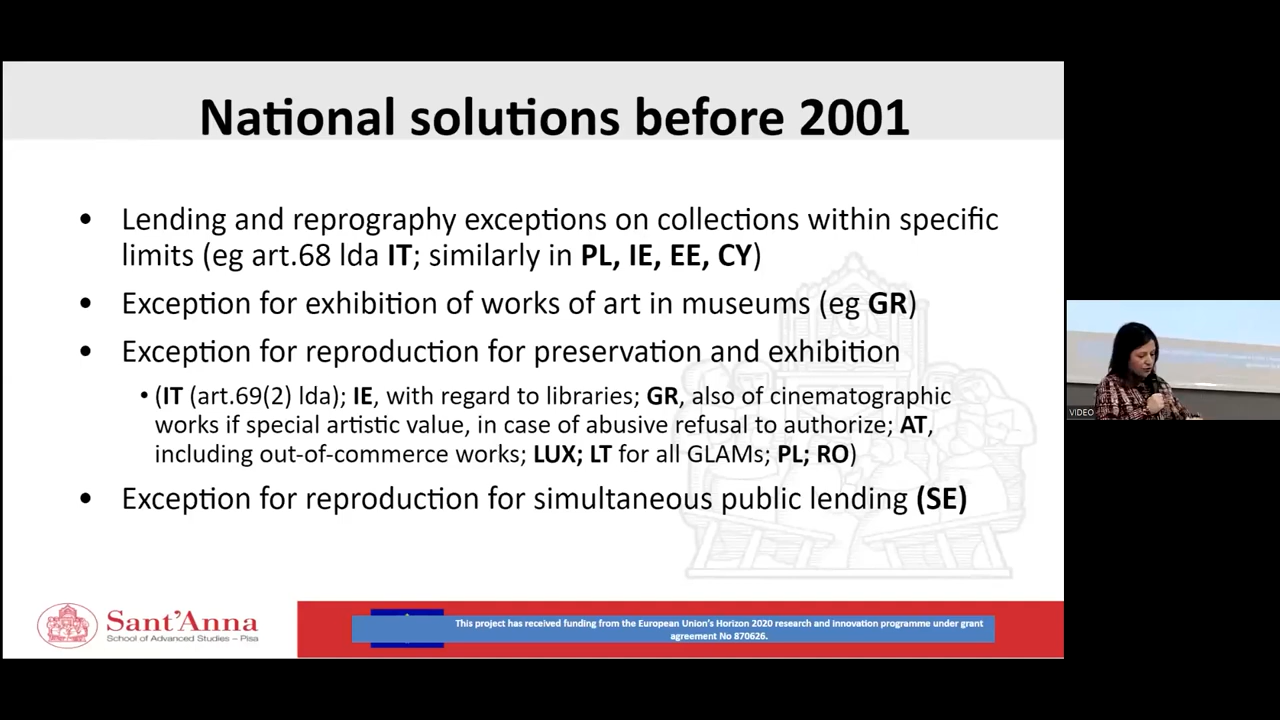 National solutions before 2001
• Lending and reprography exceptions on collections within specific
limits (eg art.68 lda IT; similarly in PL, IE, EE, CY)
• Exception for exhibition of works of art in museums (eg GR)
• Exception for reproduction for preservation and exhibition
• (IT (art.69(2) lda); IE, with regard to libraries; GR, also of cinematographic
works if special artistic value, in case of abusive refusal to authorize; AT,
including out-of-commerce works; LUX; LT for all GLAMs; PL; RO)
• Exception for reproduction for simultaneous public lending (SE)
VIDEO
Sant'Anna
School of Advanced Studies – Pisa
This project has received funding from the European Union's Horizon 2020 research and innovation programme under grant
agreement No 870626.